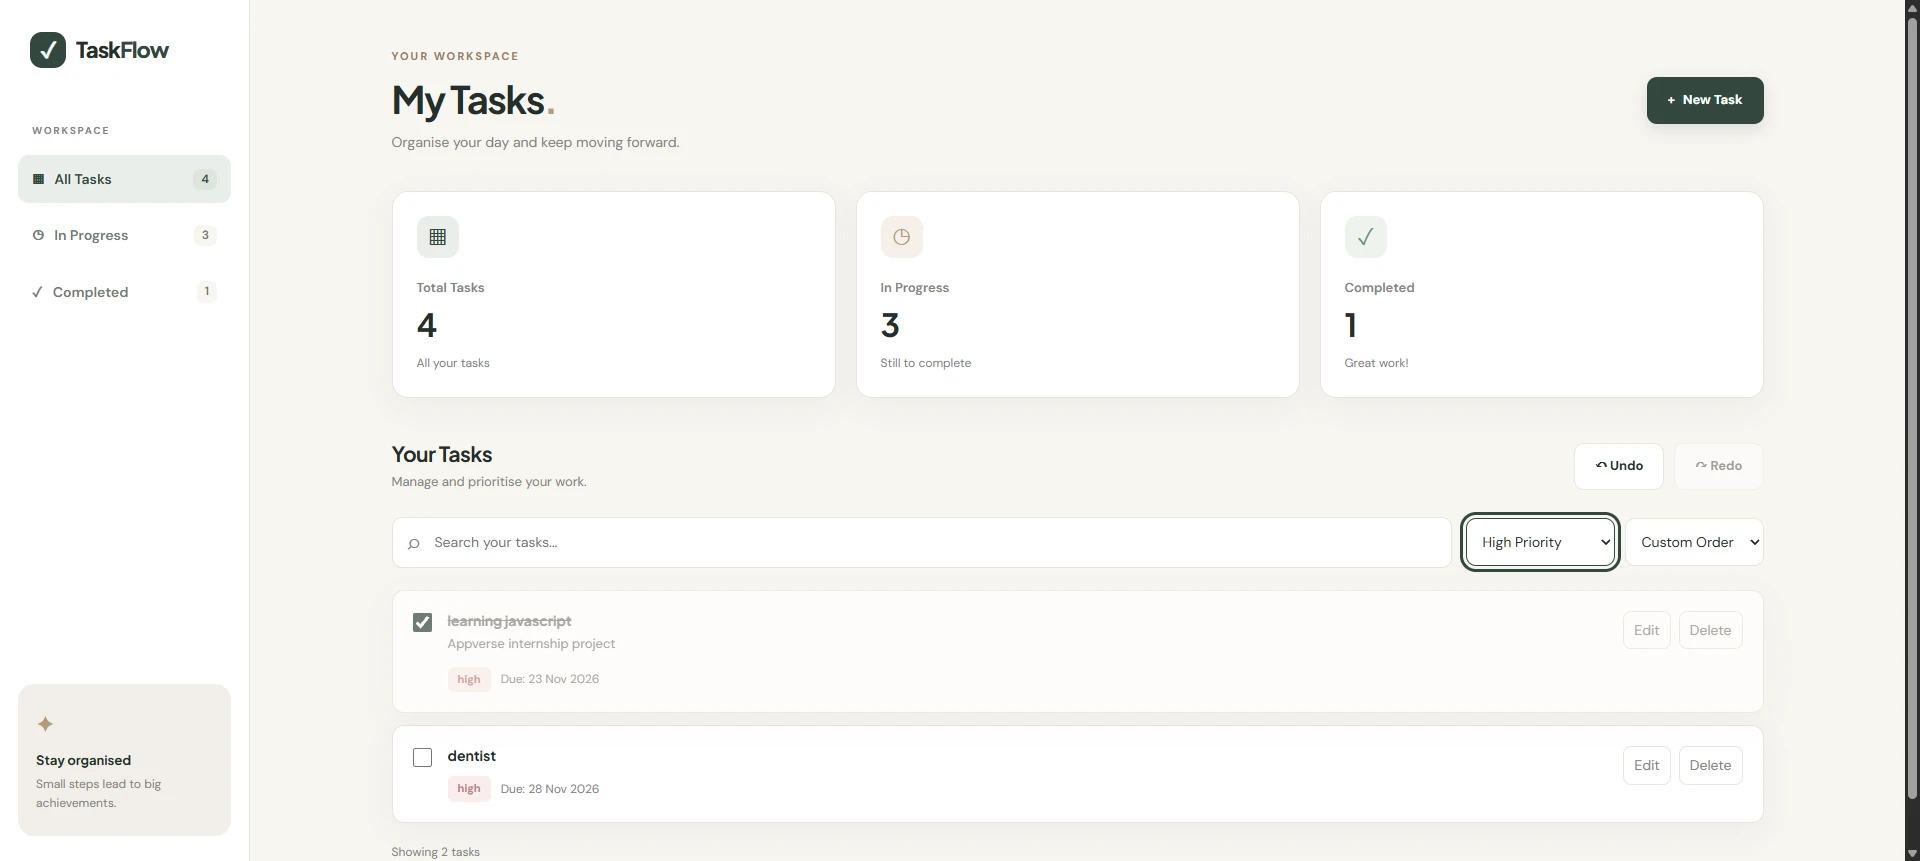 TaskFlow
WORKSPACE
All Tasks 4
In Progress 3
Completed 1
Stay organised
Small steps lead to big
achievements.
YOUR WORKSPACE
My Tasks.
Organise your day and keep moving forward.
+ New Task
Total Tasks
4
All your tasks
In Progress
3
Still to complete
Completed
1
Great work!
Your Tasks
Manage and prioritise your work.
Undo
Redo
Search your tasks...
High Priority
Custom Order
learning javascript
Appverse internship project
high Due: 23 Nov 2026
Edit Delete
dentist
high Due: 28 Nov 2026
Edit Delete
Showing 2 tasks